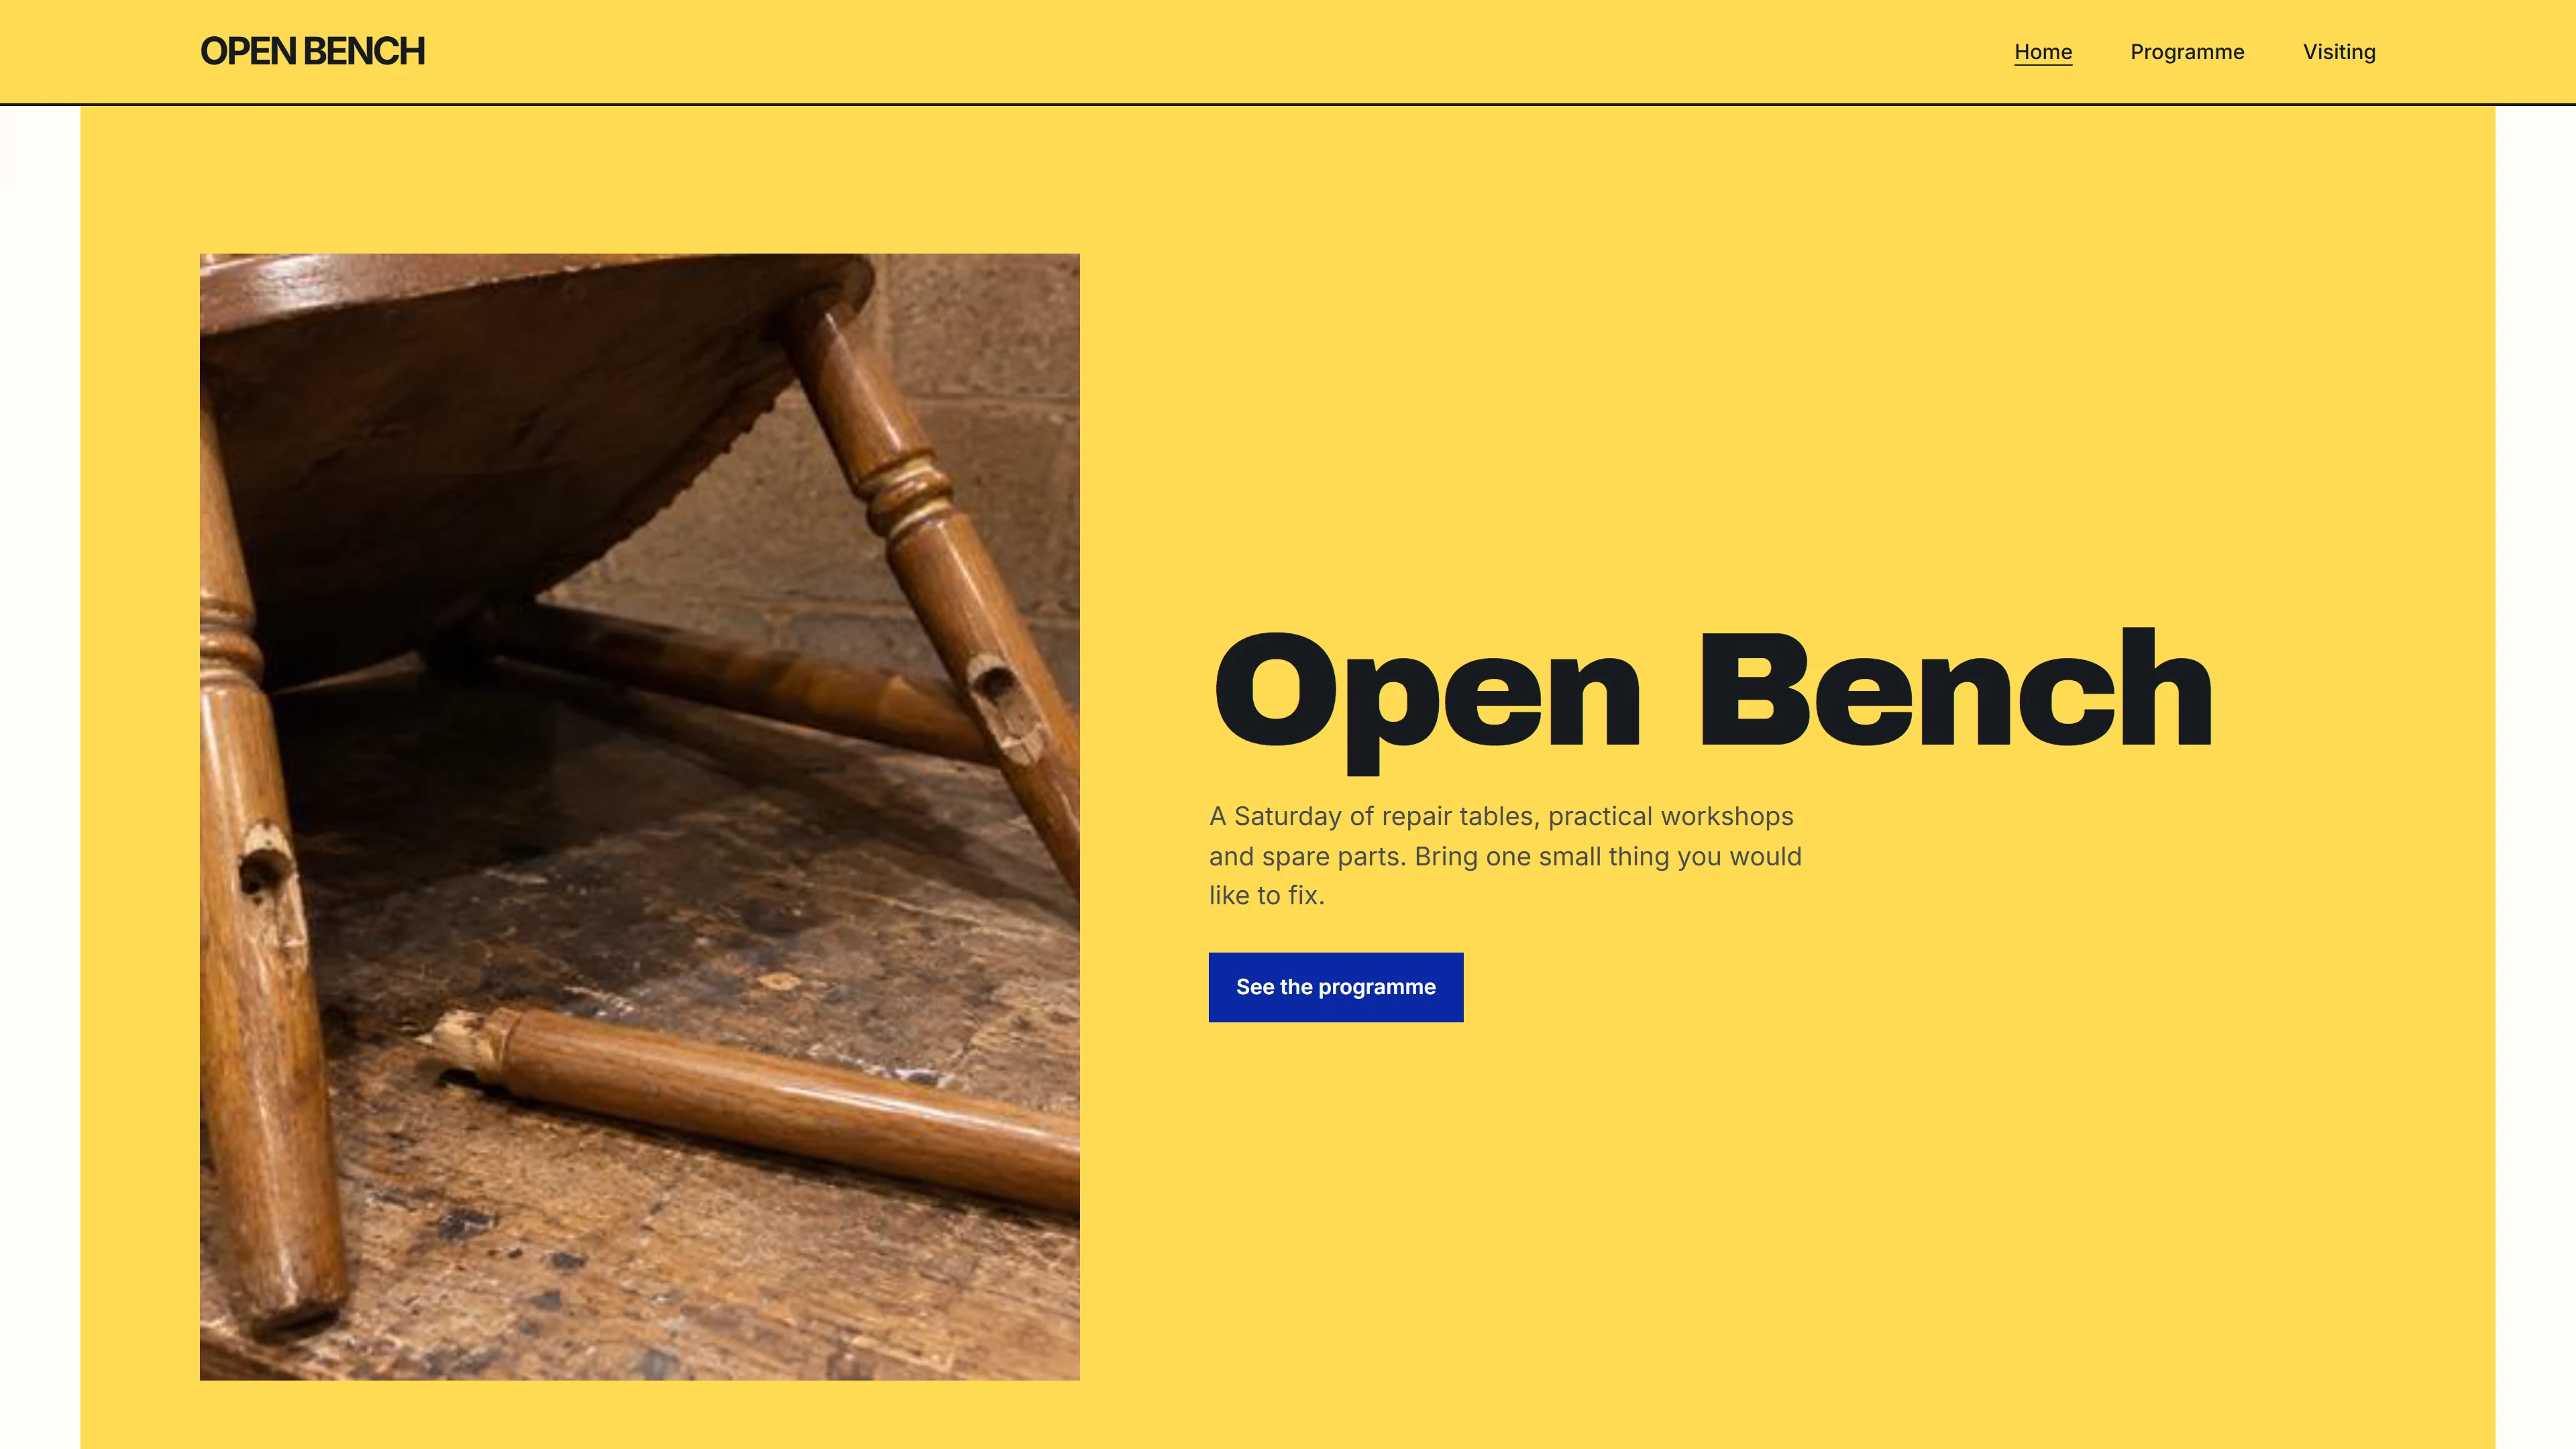 OPEN BENCH
Home
Programme
Visiting
Open Bench
A Saturday of repair tables, practical workshops
and spare parts. Bring one small thing you would
like to fix.
See the programme